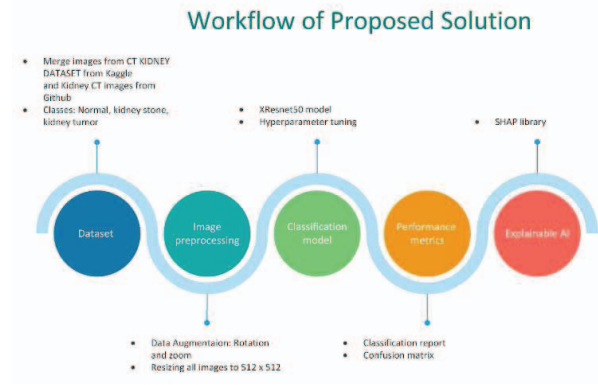 Workflow of Proposed Solution
• Merge images from CT KIDNEY
DATASET from Kaggle
and Kidney CT images from
Github
• Classes: Normal, kidney stone,
kidney tumor
• XResnet50 model
• Hyperparameter tuning
• SHAP library
Dataset
Image
preprocessing
Classification
model
Performance
metrics
Explainable AI
• Data Augmentaion: Rotation
and zoom
• Resizing all images to 512 x 512
• Classification report
• Confusion matrix